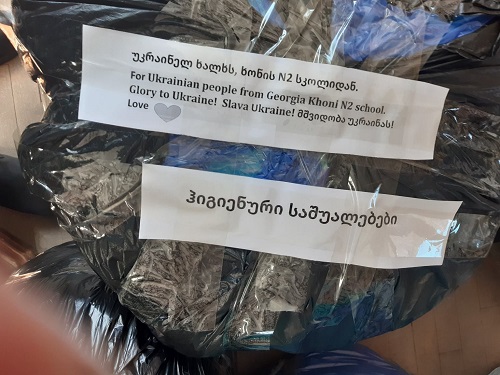 უკრაინელ ხალხს, ხონის N2 სკოლიდან.
For Ukrainian people from Georgia Khoni N2 school.
Glory to Ukraine! Slava Ukraine! მშვიდობა უკრაინას!
Love
ჰიგიენური საშუალებები